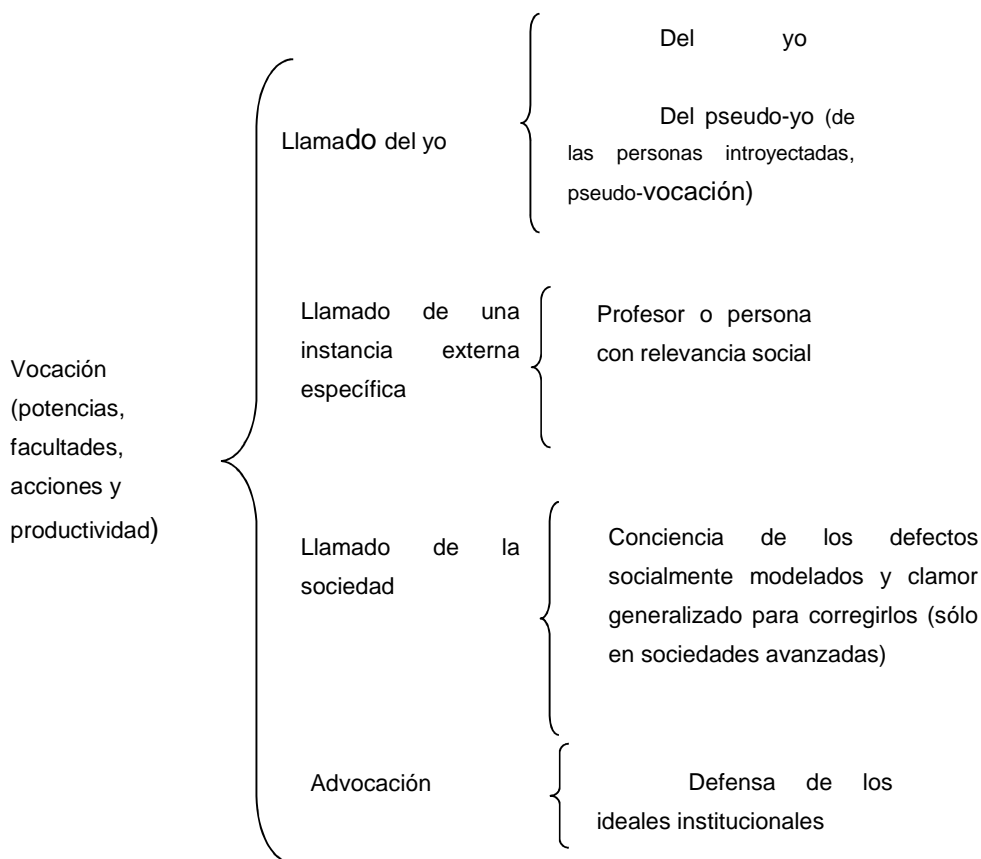 Vocación
(potencias,
facultades,
acciones y
productividad)
Llamado del yo
Del yo
Del pseudo-yo (de
las personas introyectadas,
pseudo-vocación)
Llamado de una
instancia externa
específica
Profesor o persona
con relevancia social
Llamado de la
sociedad
Conciencia de los defectos
socialmente modelados y clamor
generalizado para corregirlos (sólo
en sociedades avanzadas)
Advocación
Defensa de los
ideales institucionales